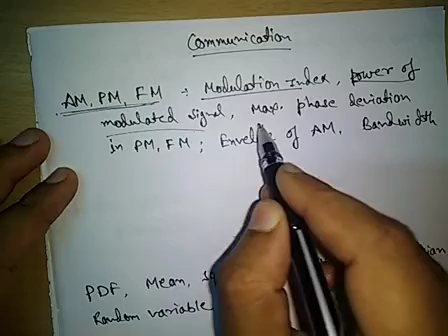 Communication
AM, PM, FM : Modulation Index, power of
modulated signal, Max. phase deviation
in PM, FM ; of AM. Bandwidth
PDF, Mean,
Random variable